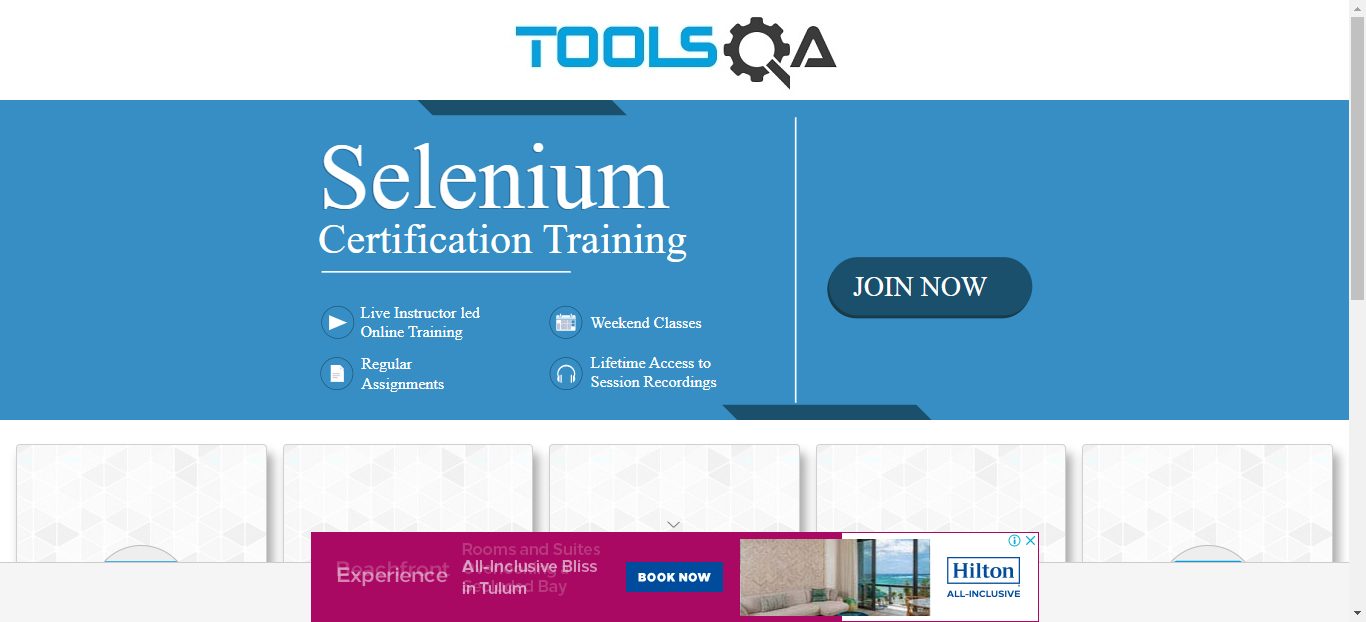 TOOLSQA
Selenium
Certification Training
Live Instructor led
Online Training
Weekend Classes
Regular
Assignments
Lifetime Access to
Session Recordings
JOIN NOW
Beachfront
Experience
Rooms and Suites
All-Inclusive Bliss
in Tulum
Bay
BOOK NOW
Hilton
ALL-INCLUSIVE